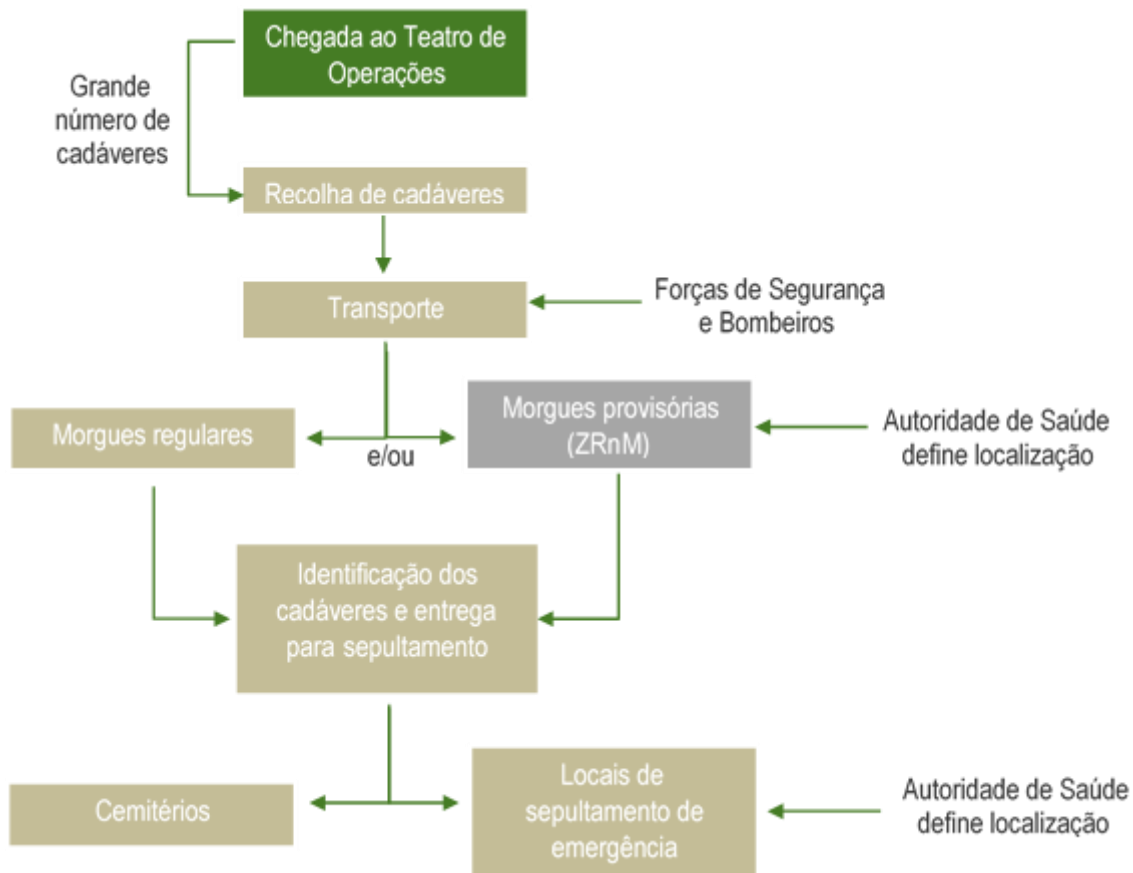 Chegada ao Teatro de
Operações
Grande
número de
cadáveres
Recolha de cadáveres
Transporte
Forças de Segurança
e Bombeiros
Morgues regulares
e/ou
Morgues provisórias
(ZRnM)
Autoridade de Saúde
define localização
Identificação dos
cadáveres e entrega
para sepultamento
Cemitérios
Locais de
sepultamento de
emergência
Autoridade de Saúde
define localização